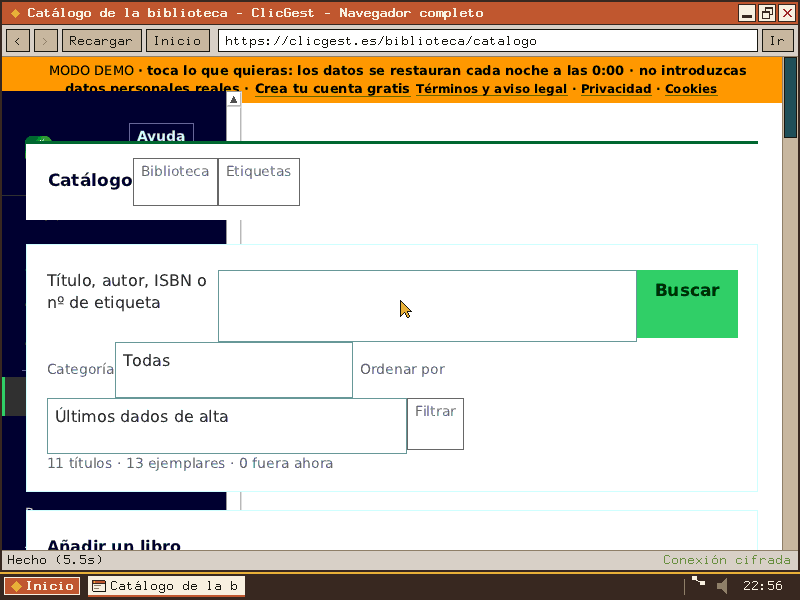 Catálogo de la biblioteca - ClicGest - Navegador completo
< > Recargar Inicio https://clicgest.es/biblioteca/catalogo Ir
MODO DEMO · toca lo que quieras: los datos se restauran cada noche a las 0:00 · no introduzcas
datos personales reales · Crea tu cuenta gratis Términos y aviso legal · Privacidad · Cookies
Ayuda
Catálogo Biblioteca Etiquetas
Título, autor, ISBN o
nº de etiqueta
Buscar
Categoría Todas Ordenar por
Últimos dados de alta Filtrar
11 títulos · 13 ejemplares · 0 fuera ahora
Añadir un libro
Hecho (5.5s) Conexión cifrada
Inicio Catálogo de la b 22:56